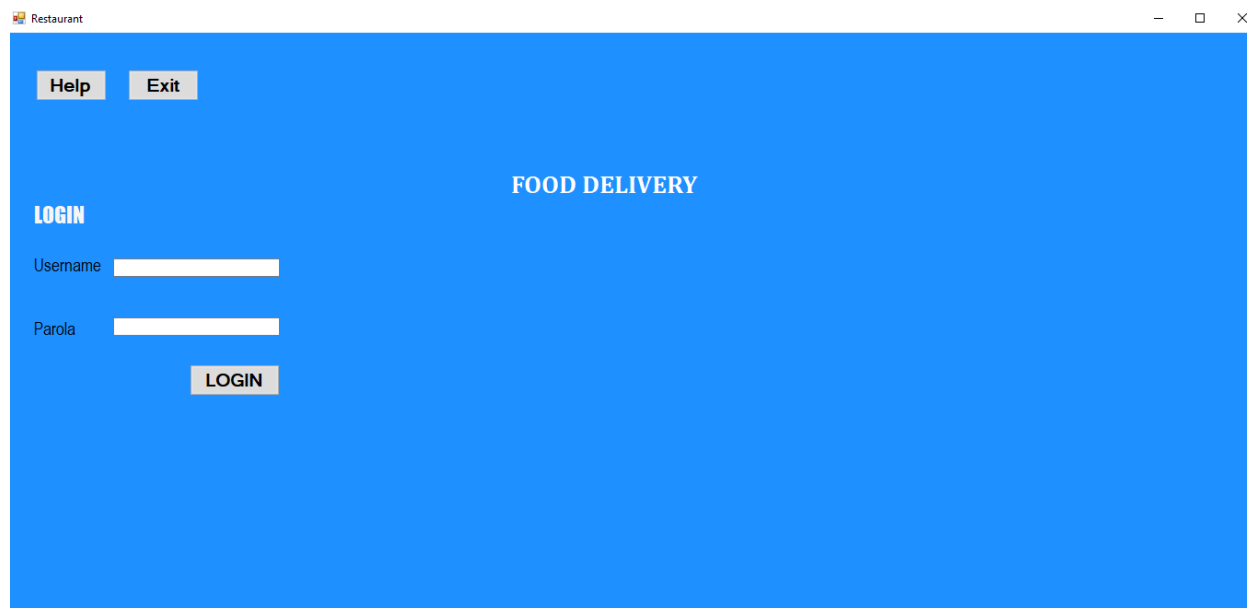 Restaurant
Help Exit
FOOD DELIVERY
LOGIN
Username
Parola
LOGIN